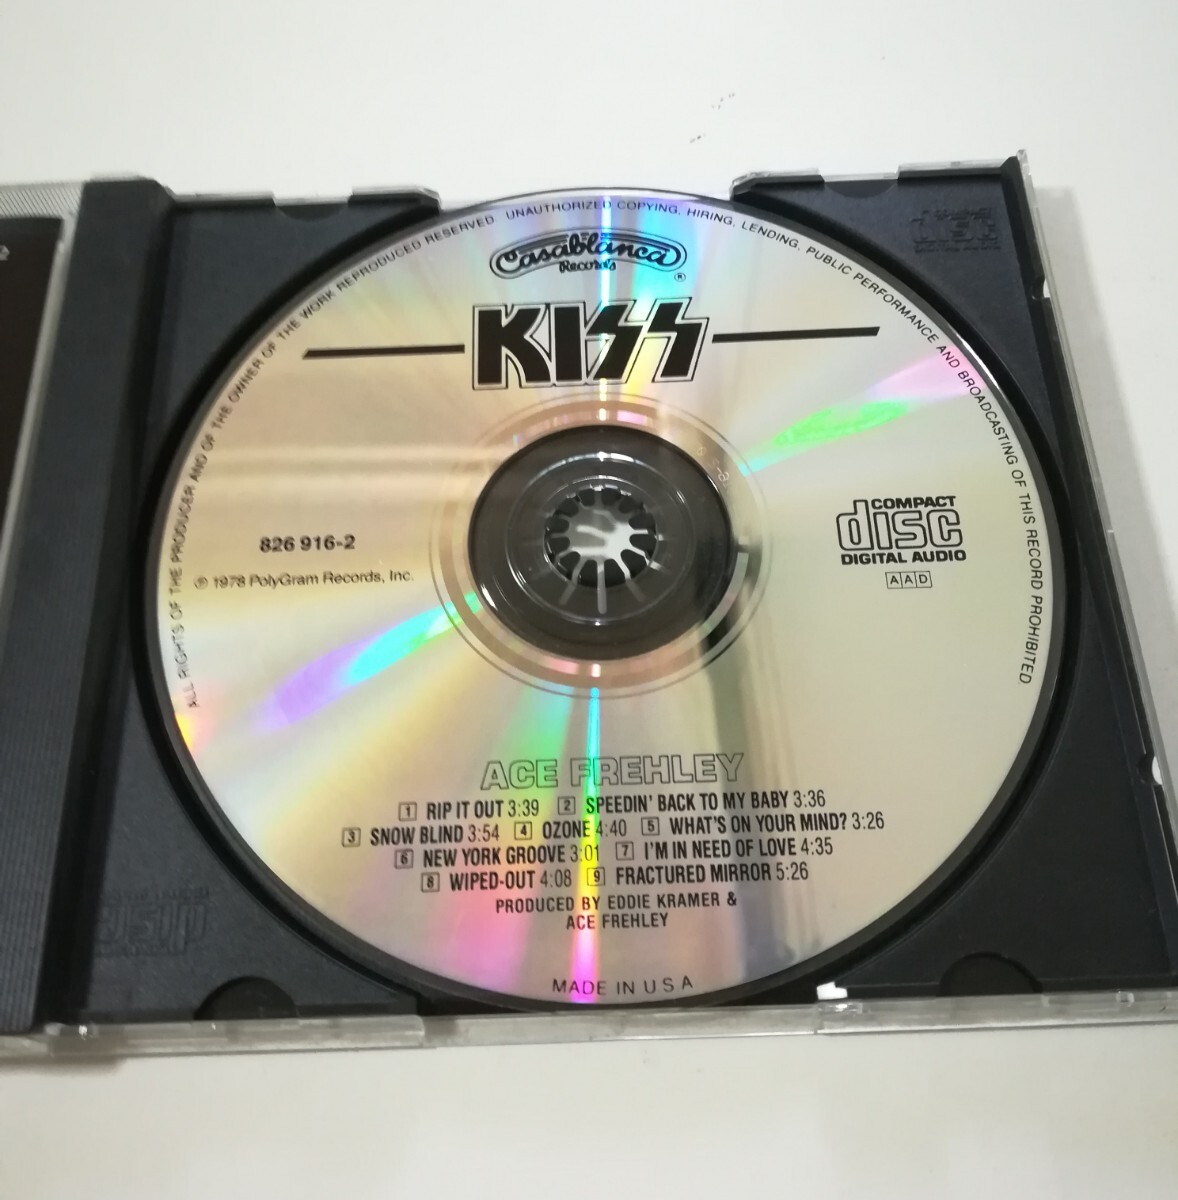 ALL RIGHTS OF THE PRODUCER AND OF THE OWNER OF THE WORK REPRODUCED RESERVED UNAUTHORIZED COPYING, HIRING, LENDING, PUBLIC PERFORMANCE AND BROADCASTING OF THIS RECORD PROHIBITED
Casablanca
Records
®
KISS
826 916-2
℗ 1978 PolyGram Records, Inc.
COMPACT
disc
DIGITAL AUDIO
AAD
ACE FREHLEY
1 RIP IT OUT 3:39 2 SPEEDIN' BACK TO MY BABY 3:36
3 SNOW BLIND 3:54 4 OZONE 4:40 5 WHAT'S ON YOUR MIND? 3:26
6 NEW YORK GROOVE 3:01 7 I'M IN NEED OF LOVE 4:35
8 WIPED-OUT 4:08 9 FRACTURED MIRROR 5:26
PRODUCED BY EDDIE KRAMER &
ACE FREHLEY
MADE IN U S A